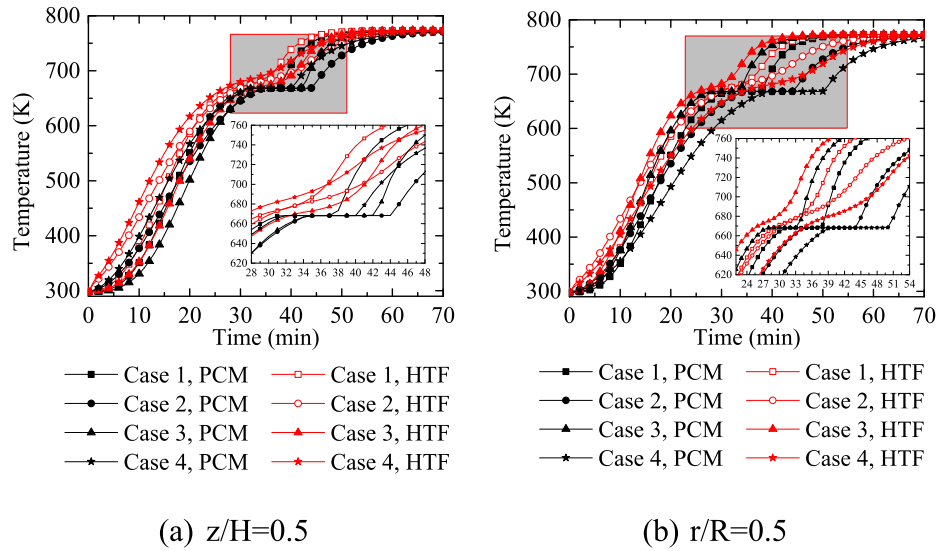 800
700
600
500
400
300
Temperature (K)
760
740
720
700
680
660
640
620
28 30 32 34 36 38 40 42 44 46 48
0 10 20 30 40 50 60 70
Time (min)
Case 1, PCM Case 1, HTF
Case 2, PCM Case 2, HTF
Case 3, PCM Case 3, HTF
Case 4, PCM Case 4, HTF
(a) z/H=0.5
800
700
600
500
400
300
Temperature (K)
760
740
720
700
680
660
640
620
24 27 30 33 36 39 42 45 48 51 54
0 10 20 30 40 50 60 70
Time (min)
Case 1, PCM Case 1, HTF
Case 2, PCM Case 2, HTF
Case 3, PCM Case 3, HTF
Case 4, PCM Case 4, HTF
(b) r/R=0.5